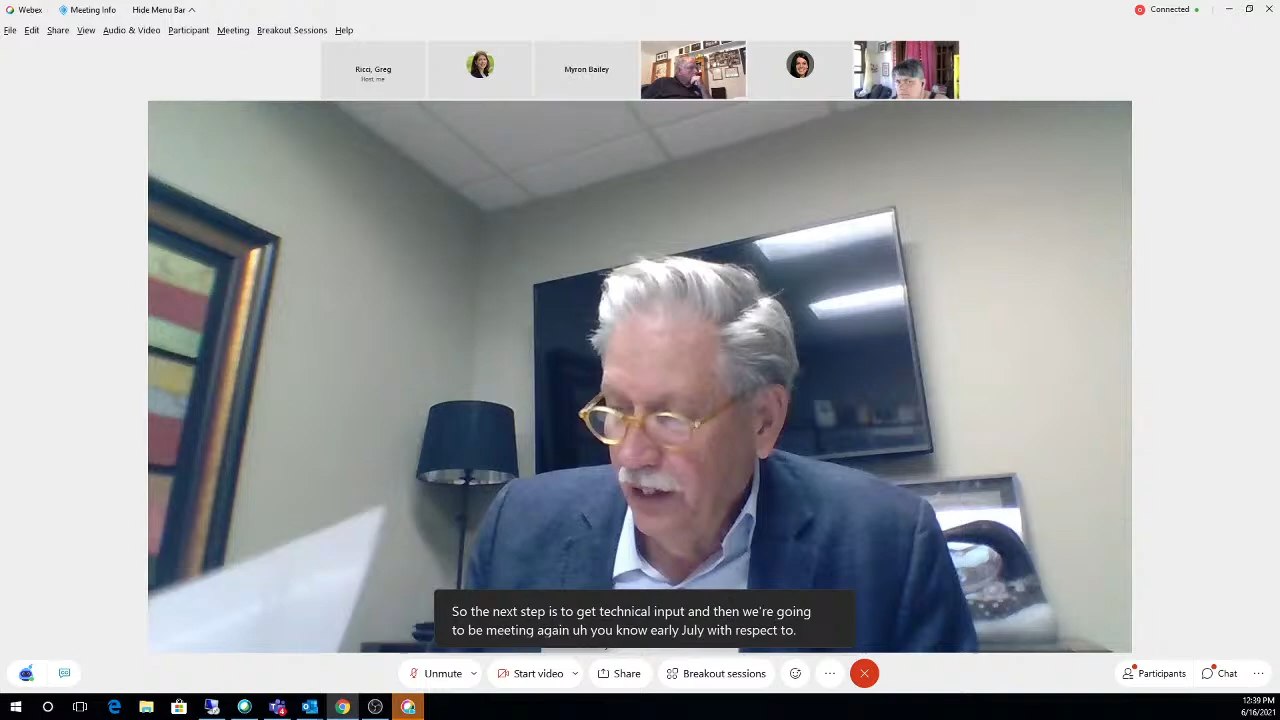 Webex Meeting Info Hide Menu Bar Connected
File Edit Share View Audio & Video Participant Meeting Breakout Sessions Help
Ricci, Greg
Host, me
Myron Bailey
So the next step is to get technical input and then we're going
to be meeting again uh you know early July with respect to.
Unmute Start video Share Breakout sessions Participants Chat
12:39 PM
6/16/2021